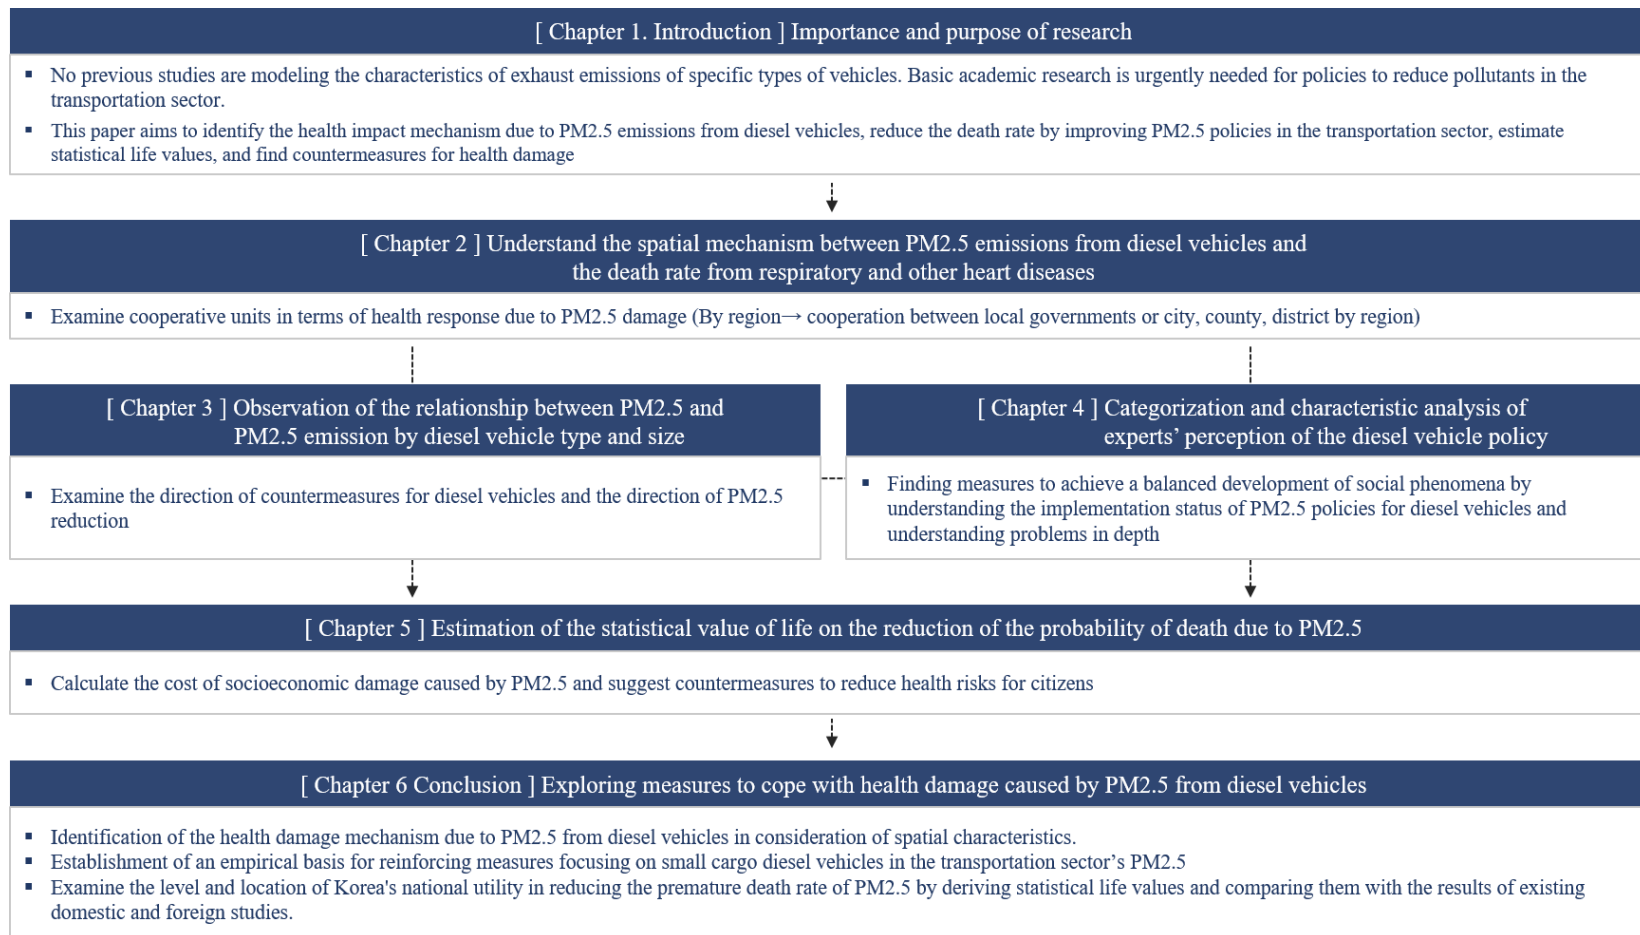 [ Chapter 1. Introduction ] Importance and purpose of research
▪ No previous studies are modeling the characteristics of exhaust emissions of specific types of vehicles. Basic academic research is urgently needed for policies to reduce pollutants in the
transportation sector.
▪ This paper aims to identify the health impact mechanism due to PM2.5 emissions from diesel vehicles, reduce the death rate by improving PM2.5 policies in the transportation sector, estimate
statistical life values, and find countermeasures for health damage
[ Chapter 2 ] Understand the spatial mechanism between PM2.5 emissions from diesel vehicles and
the death rate from respiratory and other heart diseases
▪ Examine cooperative units in terms of health response due to PM2.5 damage (By region→ cooperation between local governments or city, county, district by region)
[ Chapter 3 ] Observation of the relationship between PM2.5 and
PM2.5 emission by diesel vehicle type and size
▪ Examine the direction of countermeasures for diesel vehicles and the direction of PM2.5
reduction
[ Chapter 4 ] Categorization and characteristic analysis of
experts’ perception of the diesel vehicle policy
▪ Finding measures to achieve a balanced development of social phenomena by
understanding the implementation status of PM2.5 policies for diesel vehicles and
understanding problems in depth
[ Chapter 5 ] Estimation of the statistical value of life on the reduction of the probability of death due to PM2.5
▪ Calculate the cost of socioeconomic damage caused by PM2.5 and suggest countermeasures to reduce health risks for citizens
[ Chapter 6 Conclusion ] Exploring measures to cope with health damage caused by PM2.5 from diesel vehicles
▪ Identification of the health damage mechanism due to PM2.5 from diesel vehicles in consideration of spatial characteristics.
▪ Establishment of an empirical basis for reinforcing measures focusing on small cargo diesel vehicles in the transportation sector’s PM2.5
▪ Examine the level and location of Korea's national utility in reducing the premature death rate of PM2.5 by deriving statistical life values and comparing them with the results of existing
domestic and foreign studies.